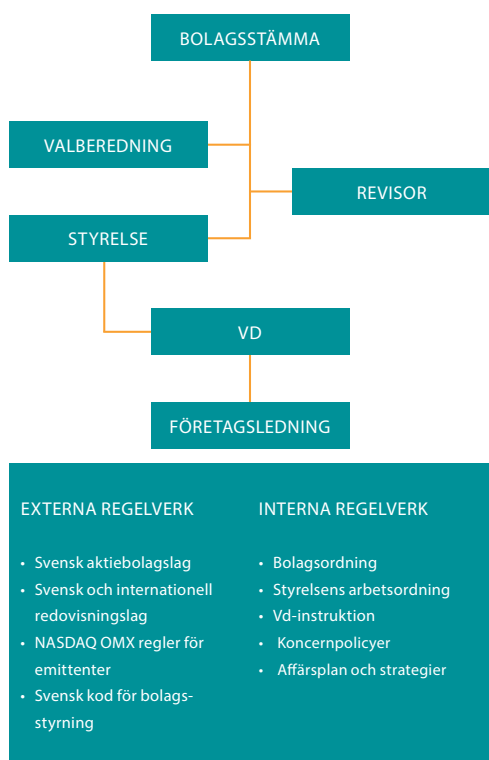 BOLAGSSTÄMMA
VALBEREDNING
REVISOR
STYRELSE
VD
FÖRETAGSLEDNING
EXTERNA REGELVERK
• Svensk aktiebolagslag
• Svensk och internationell
redovisningslag
• NASDAQ OMX regler för
emittenter
• Svensk kod för bolags-
styrning
INTERNA REGELVERK
• Bolagsordning
• Styrelsens arbetsordning
• Vd-instruktion
• Koncernpolicyer
• Affärsplan och strategier